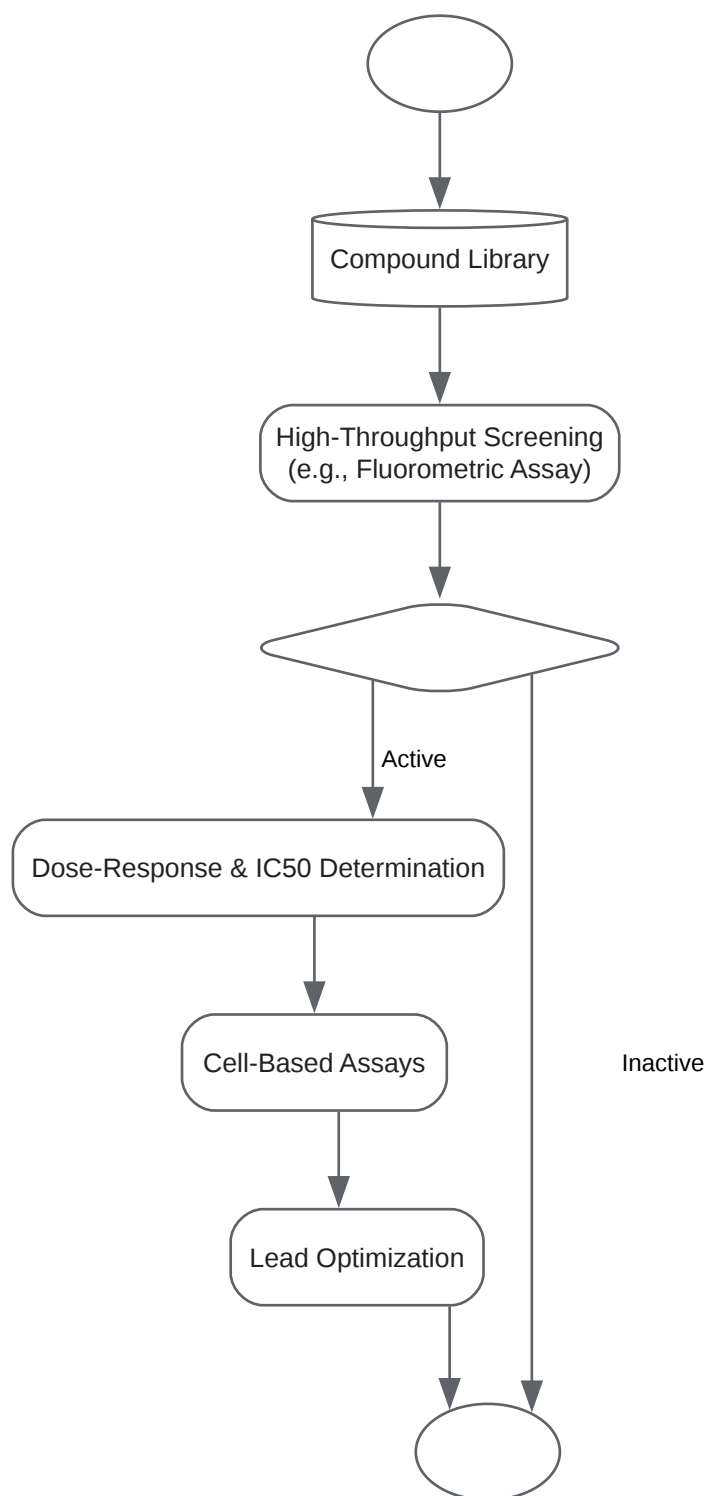 Compound Library
High-Throughput Screening
(e.g., Fluorometric Assay)
Active
Dose-Response & IC50 Determination
Cell-Based Assays
Inactive
Lead Optimization